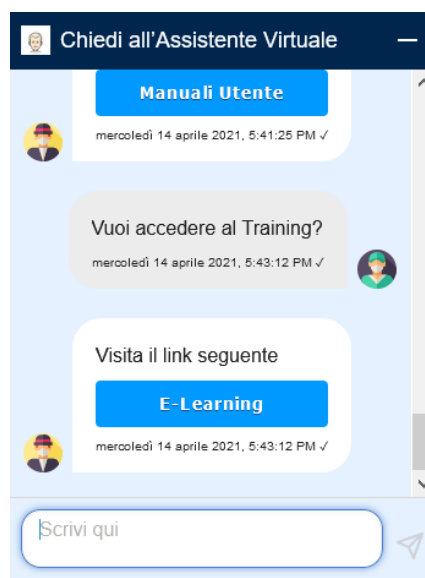 Chiedi all'Assistente Virtuale
Manuali Utente
mercoledì 14 aprile 2021, 5:41:25 PM ✓
Vuoi accedere al Training?
mercoledì 14 aprile 2021, 5:43:12 PM ✓
Visita il link seguente
E-Learning
mercoledì 14 aprile 2021, 5:43:12 PM ✓
Scrivi qui